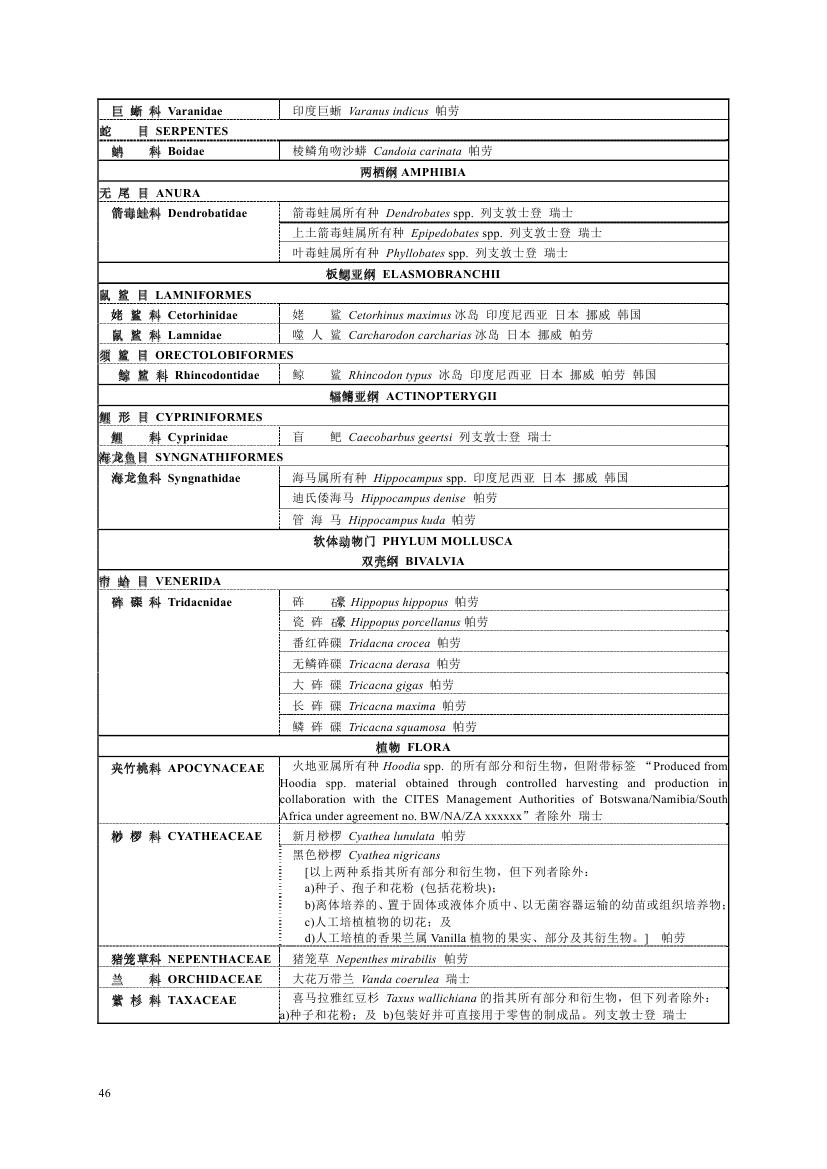 巨 蜥 科 Varanidae 印度巨蜥 Varanus indicus 帕劳
蛇 目 SERPENTES
蚺 科 Boidae 棱鳞角吻沙蟒 Candoia carinata 帕劳
两栖纲 AMPHIBIA
无 尾 目 ANURA
箭毒蛙科 Dendrobatidae 箭毒蛙属所有种 Dendrobates spp. 列支敦士登 瑞士
上土箭毒蛙属所有种 Epipedobates spp. 列支敦士登 瑞士
叶毒蛙属所有种 Phyllobates spp. 列支敦士登 瑞士
板鳃亚纲 ELASMOBRANCHII
鼠 鲨 目 LAMNIFORMES
姥 鲨 科 Cetorhinidae 姥 鲨 Cetorhinus maximus 冰岛 印度尼西亚 日本 挪威 韩国
鼠 鲨 科 Lamnidae 噬 人 鲨 Carcharodon carcharias 冰岛 日本 挪威 帕劳
须 鲨 目 ORECTOLOBIFORMES
鲸 鲨 科 Rhincodontidae 鲸 鲨 Rhincodon typus 冰岛 印度尼西亚 日本 挪威 帕劳 韩国
辐鳍亚纲 ACTINOPTERYGII
鲤 形 目 CYPRINIFORMES
鲤 科 Cyprinidae 盲 鲃 Caecobarbus geertsi 列支敦士登 瑞士
海龙鱼目 SYNGNATHIFORMES
海龙鱼科 Syngnathidae 海马属所有种 Hippocampus spp. 印度尼西亚 日本 挪威 韩国
迪氏倭海马 Hippocampus denise 帕劳
管 海 马 Hippocampus kuda 帕劳
软体动物门 PHYLUM MOLLUSCA
双壳纲 BIVALVIA
帘 蛤 目 VENERIDA
砗 磲 科 Tridacnidae 砗 蠔 Hippopus hippopus 帕劳
瓷 砗 蠔 Hippopus porcellanus 帕劳
番红砗磲 Tridacna crocea 帕劳
无鳞砗磲 Tricacna derasa 帕劳
大 砗 磲 Tricacna gigas 帕劳
长 砗 磲 Tricacna maxima 帕劳
鳞 砗 磲 Tricacna squamosa 帕劳
植物 FLORA
夹竹桃科 APOCYNACEAE 火地亚属所有种 Hoodia spp. 的所有部分和衍生物，但附带标签 “Produced from
Hoodia spp. material obtained through controlled harvesting and production in
collaboration with the CITES Management Authorities of Botswana/Namibia/South
Africa under agreement no. BW/NA/ZA xxxxxx”者除外 瑞士
桫 椤 科 CYATHEACEAE 新月桫椤 Cyathea lunulata 帕劳
黑色桫椤 Cyathea nigricans
[以上两种系指其所有部分和衍生物，但下列者除外：
a)种子、孢子和花粉 (包括花粉块)；
b)离体培养的、置于固体或液体介质中、以无菌容器运输的幼苗或组织培养物；
c)人工培植植物的切花；及
d)人工培植的香果兰属 Vanilla 植物的果实、部分及其衍生物。] 帕劳
猪笼草科 NEPENTHACEAE 猪笼草 Nepenthes mirabilis 帕劳
兰 科 ORCHIDACEAE 大花万带兰 Vanda coerulea 瑞士
紫 杉 科 TAXACEAE 喜马拉雅红豆杉 Taxus wallichiana 的指其所有部分和衍生物，但下列者除外：
a)种子和花粉；及 b)包装好并可直接用于零售的制成品。列支敦士登 瑞士
46